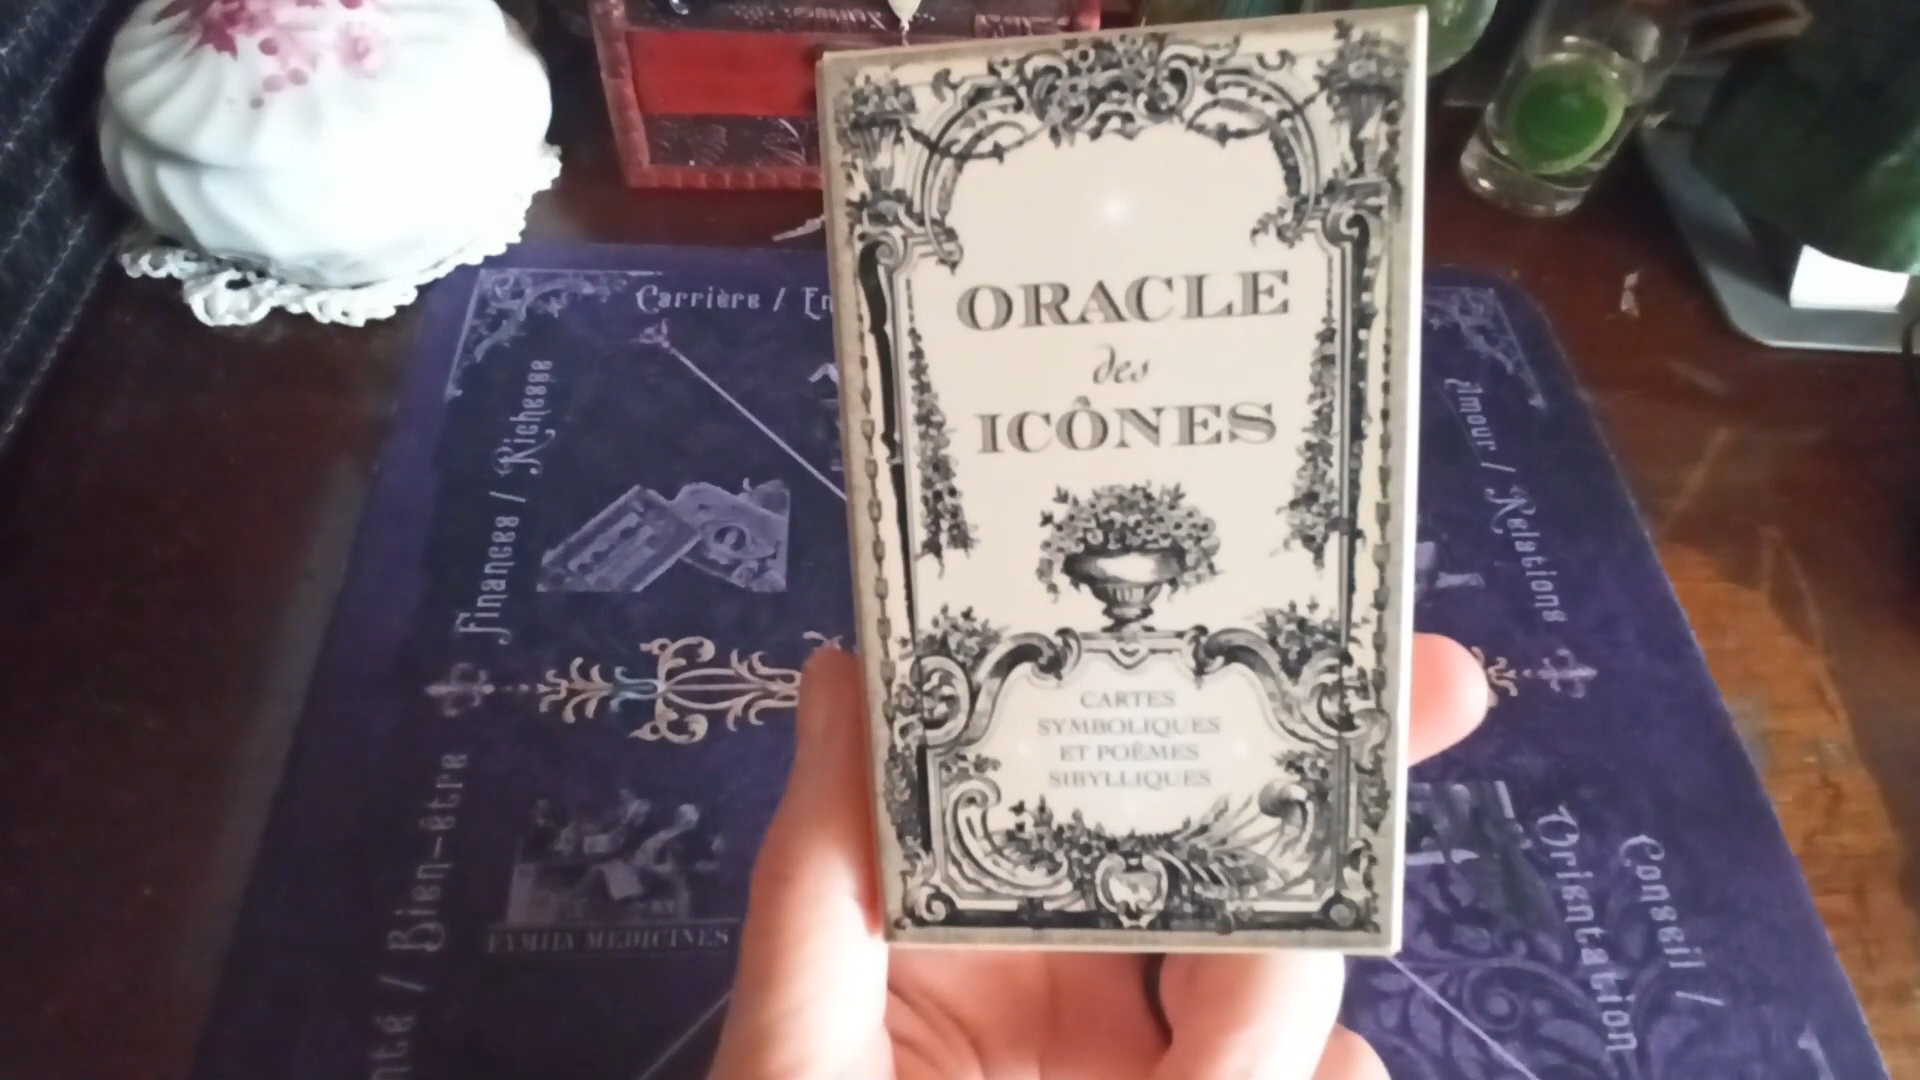 Carrière /
ORACLE
des
ICÔNES
Finances / Richesse
Amour / Relations
CARTES
SYMBOLIQUES
ET POÈMES
SIBYLLIQUES
Bien-être
FAMILY MEDICINES
Conseil /
Orientation